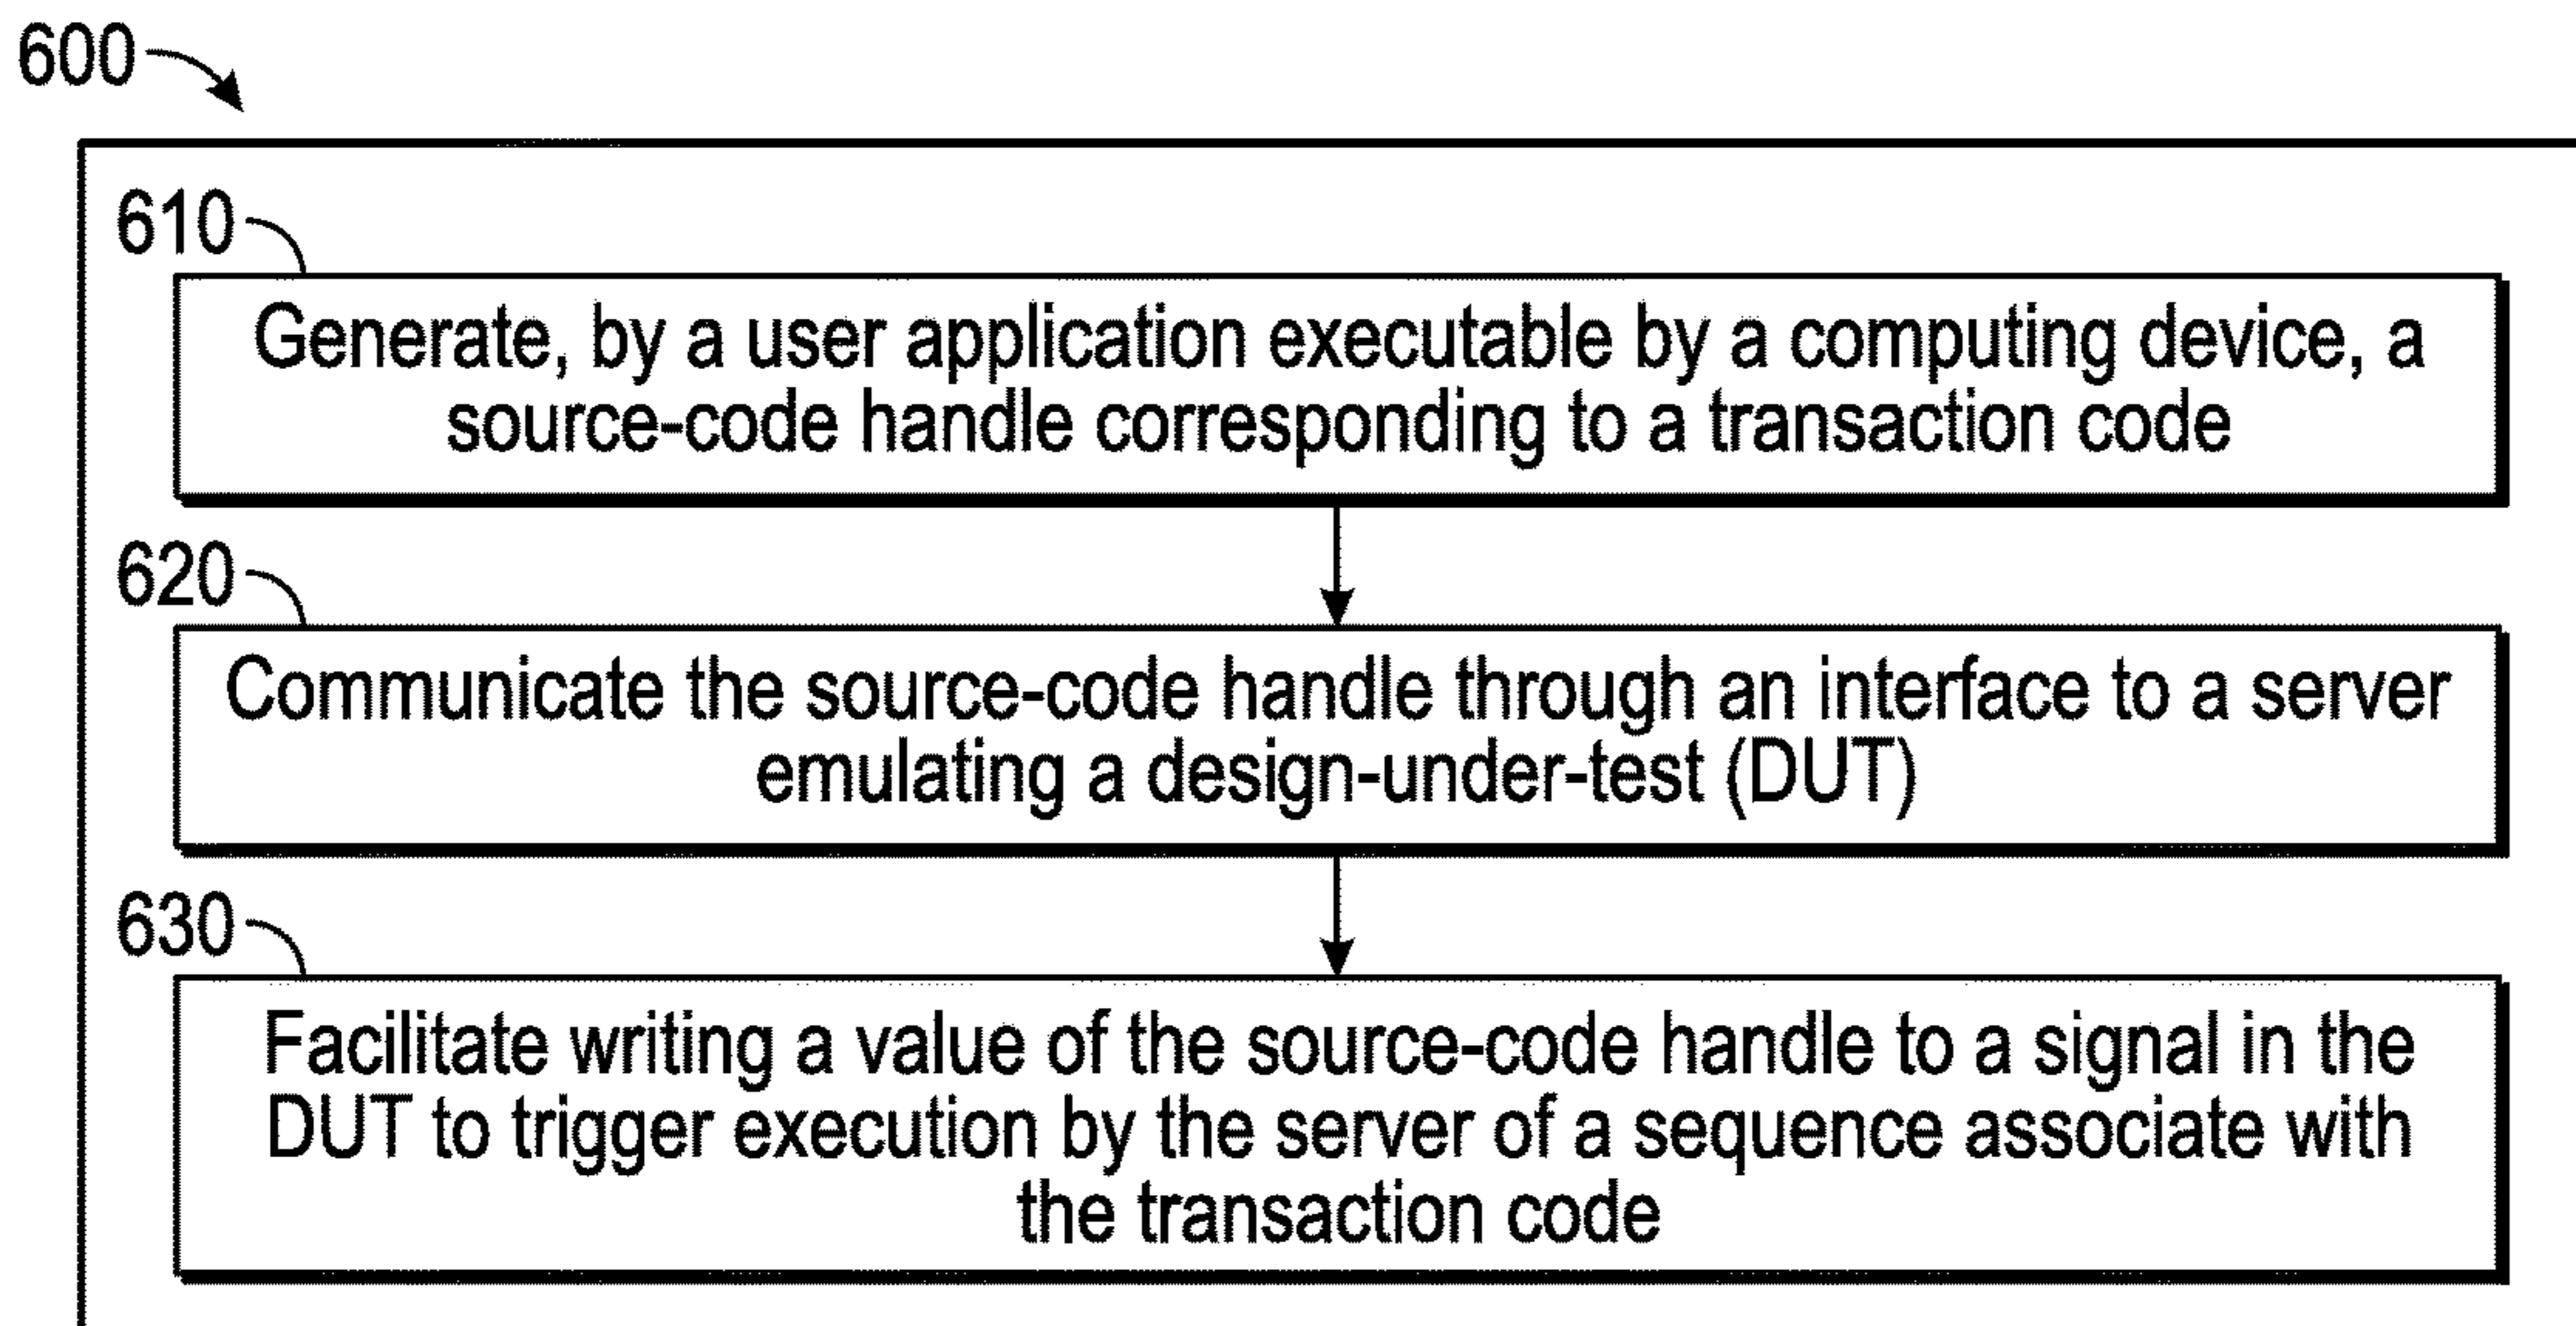 600
610
Generate, by a user application executable by a computing device, a
source-code handle corresponding to a transaction code
620
Communicate the source-code handle through an interface to a server
emulating a design-under-test (DUT)
630
Facilitate writing a value of the source-code handle to a signal in the
DUT to trigger execution by the server of a sequence associate with
the transaction code